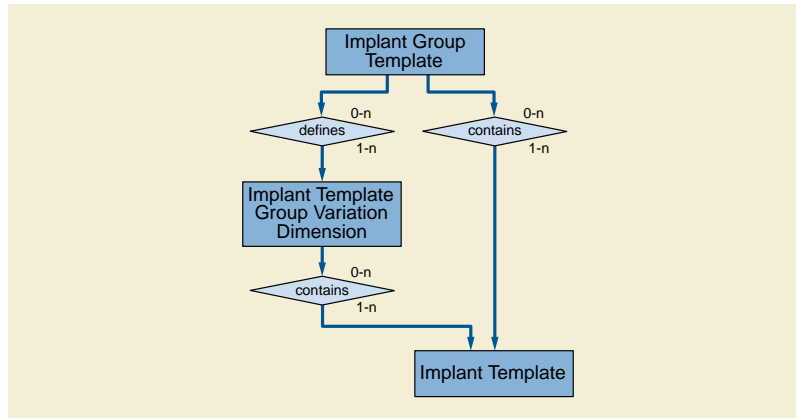 Implant Group
Template
0-n
0-n
defines
contains
1-n
1-n
Implant Template
Group Variation
Dimension
0-n
contains
1-n
Implant Template